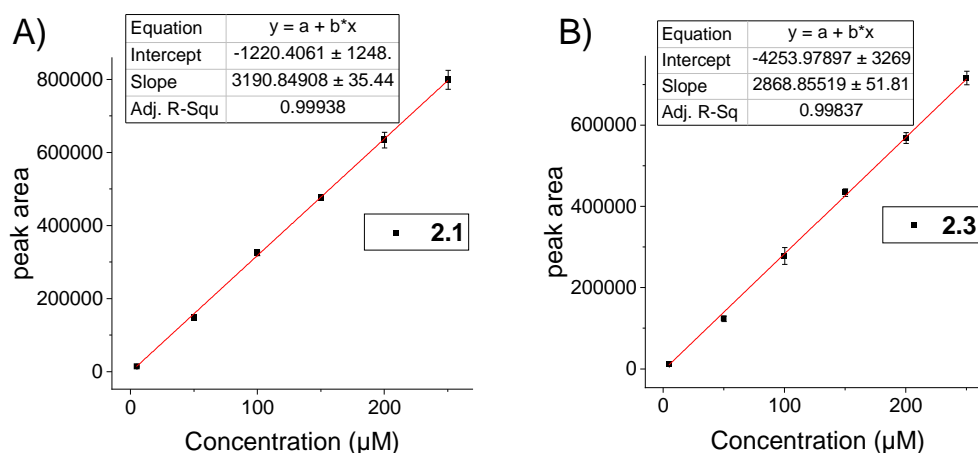 A)
Equation y = a + b*x
Intercept -1220.4061 ± 1248.
Slope 3190.84908 ± 35.44
Adj. R-Squ 0.99938
800000
600000
400000
200000
0
peak area
2.1
0 100 200
Concentration (µM)
B)
Equation y = a + b*x
Intercept -4253.97897 ± 3269
Slope 2868.85519 ± 51.81
Adj. R-Sq 0.99837
600000
400000
200000
0
peak area
2.3
0 100 200
Concentration (µM)